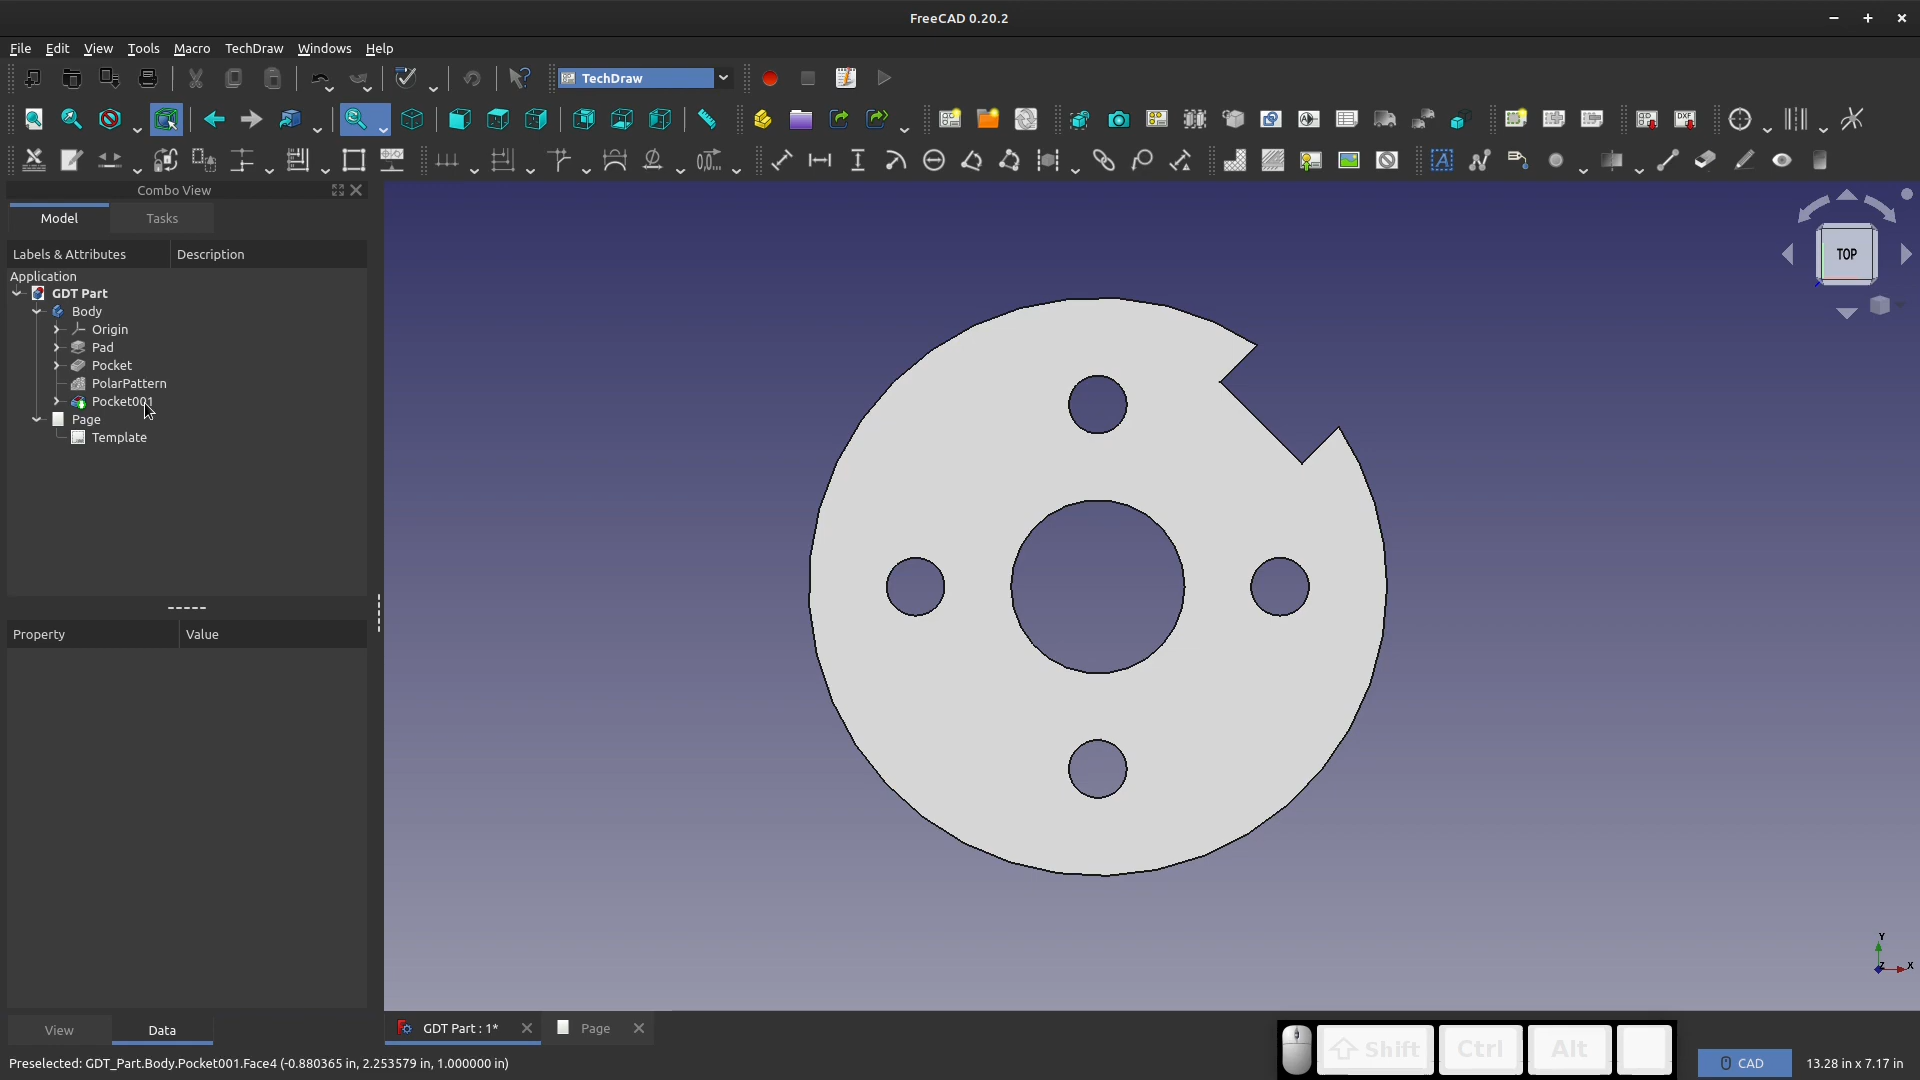 FreeCAD 0.20.2
File Edit View Tools Macro TechDraw Windows Help
TechDraw
Combo View
Model Tasks
Labels & Attributes Description
Application
GDT Part
Body
Origin
Pad
Pocket
PolarPattern
Pocket001
Page
Template
TOP
Property Value
Y
Z X
View Data
GDT Part : 1* Page
Shift Ctrl Alt
Preselected: GDT_Part.Body.Pocket001.Face4 (-0.880365 in, 2.253579 in, 1.000000 in)
CAD 13.28 in x 7.17 in